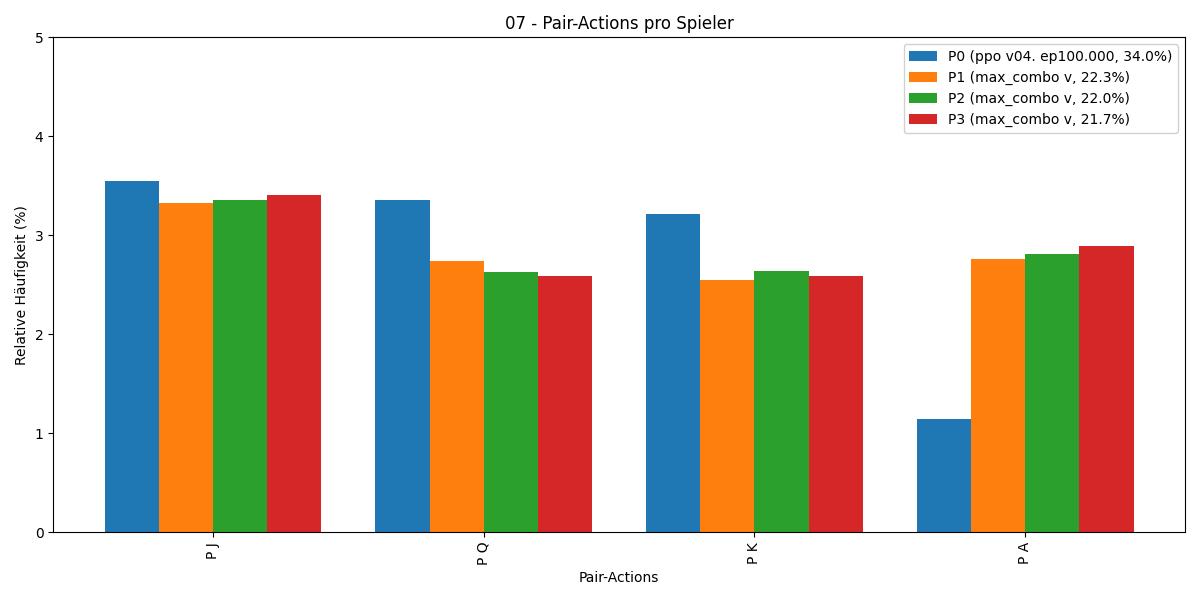 07 - Pair-Actions pro Spieler
P0 (ppo v04. ep100.000, 34.0%)
P1 (max_combo v, 22.3%)
P2 (max_combo v, 22.0%)
P3 (max_combo v, 21.7%)
Relative Häufigkeit (%)
5
4
3
2
1
0
P J
P Q
P K
P A
Pair-Actions